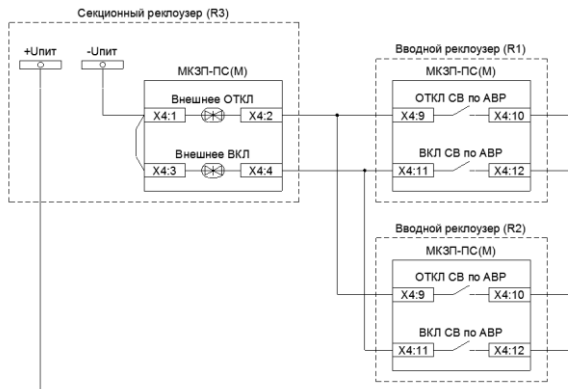 Секционный реклоузер (R3)
+Uпит
-Uпит
МКЗП-ПС(М)
Внешнее ОТКЛ
X4:1
X4:2
Внешнее ВКЛ
X4:3
X4:4
Вводной реклоузер (R1)
МКЗП-ПС(М)
ОТКЛ СВ по АВР
X4:9
X4:10
ВКЛ СВ по АВР
X4:11
X4:12
Вводной реклоузер (R2)
МКЗП-ПС(М)
ОТКЛ СВ по АВР
X4:9
X4:10
ВКЛ СВ по АВР
X4:11
X4:12